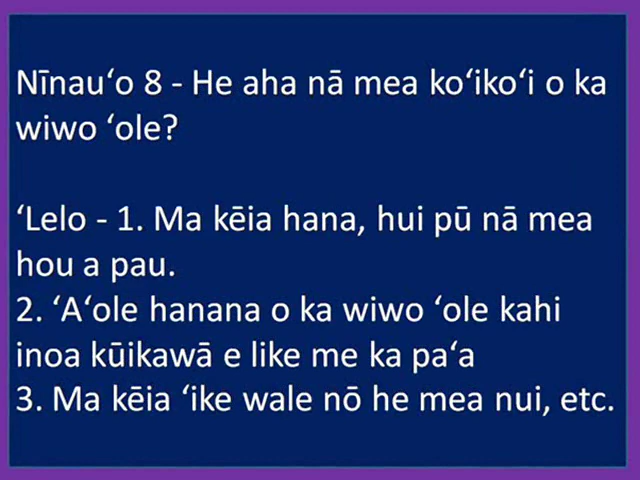 Nīnauʻo 8 - He aha nā mea koʻikoʻi o ka
wiwo ʻole?
ʻLelo - 1. Ma kēia hana, hui pū nā mea
hou a pau.
2. ʻAʻole hanana o ka wiwo ʻole kahi
inoa kūikawā e like me ka paʻa
3. Ma kēia ʻike wale nō he mea nui, etc.